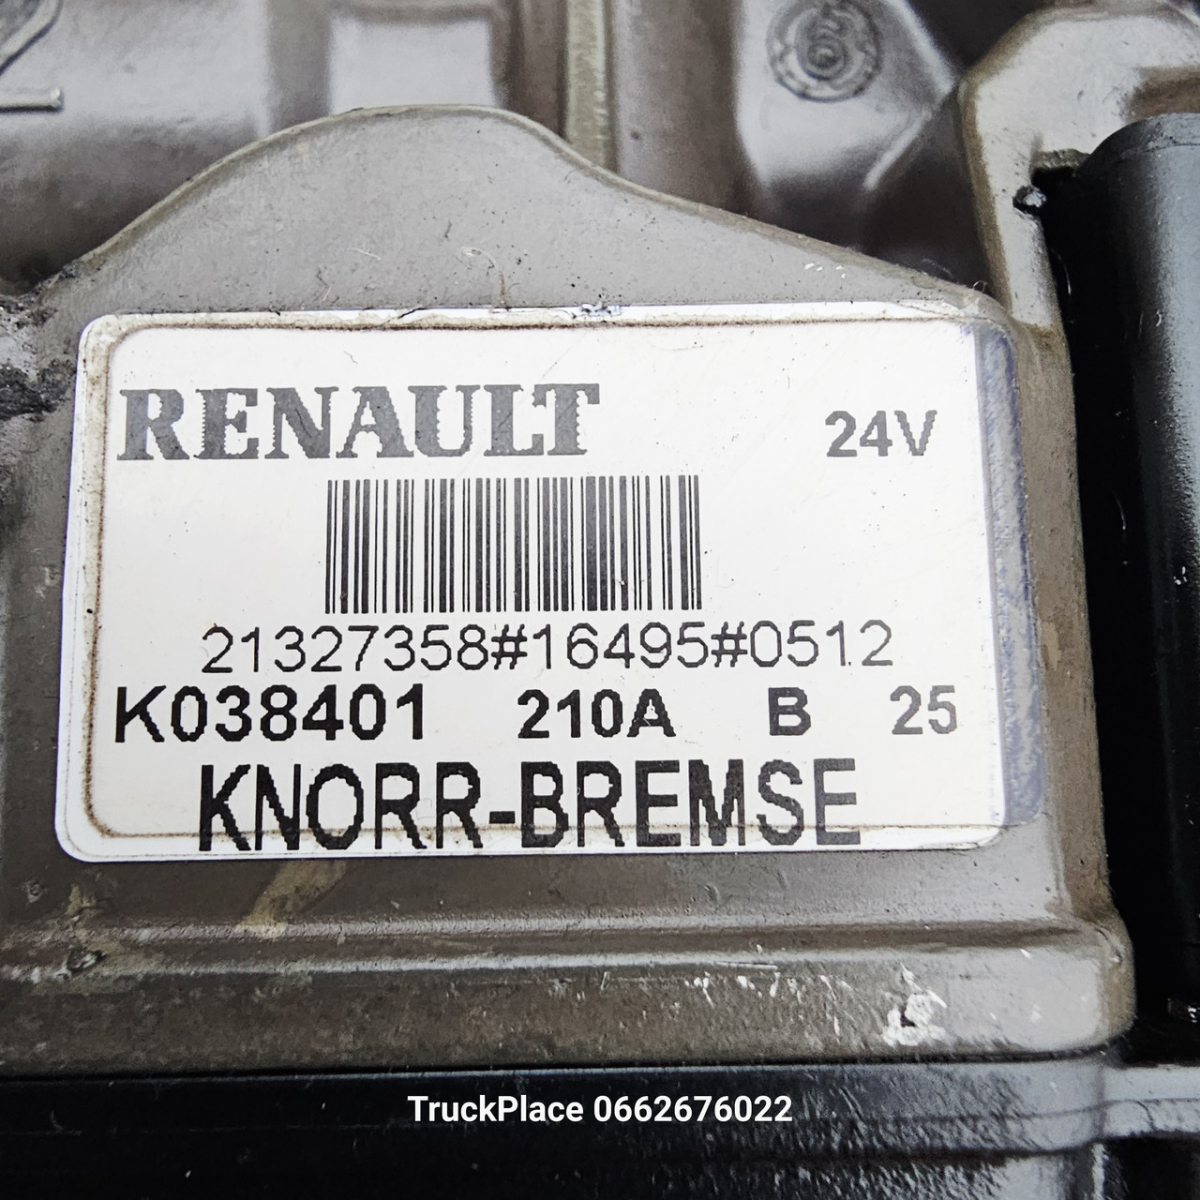 RENAULT 24V
21327358#16495#0512
K038401 210A B 25
KNORR-BREMSE
TruckPlace 0662676022